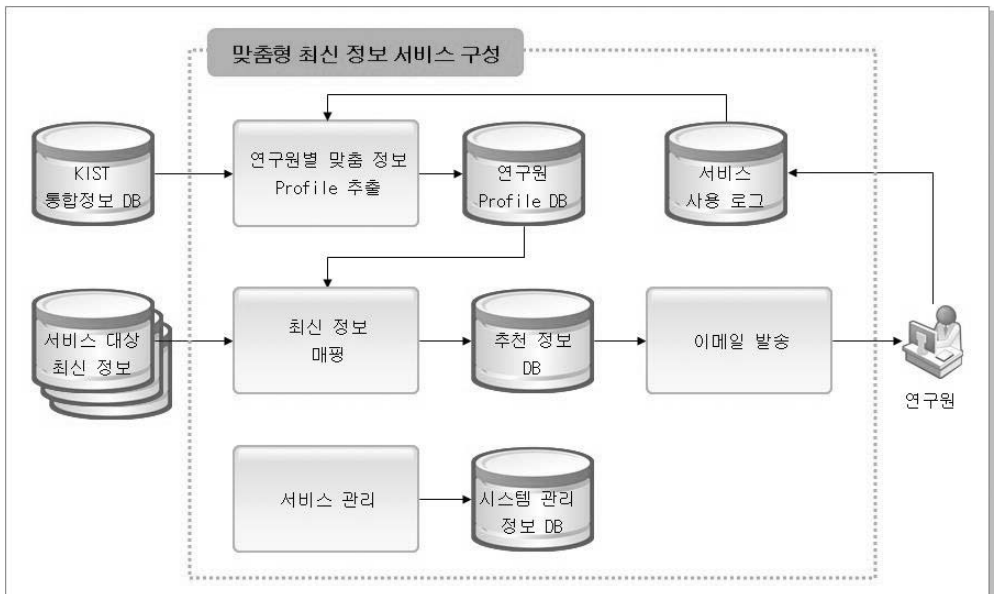 맞춤형 최신 정보 서비스 구성
KIST
통합정보 DB
연구원별 맞춤 정보
Profile 추출
연구원
Profile DB
서비스
사용 로그
서비스 대상
최신 정보
최신 정보
매핑
추천 정보
DB
이메일 발송
연구원
서비스 관리
시스템 관리
정보 DB